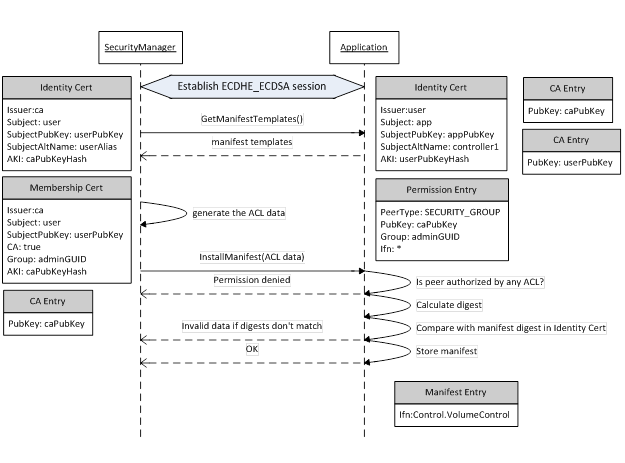 SecurityManager
Application
Establish ECDHE_ECDSA session
Identity Cert
Issuer:ca
Subject: user
SubjectPubKey: userPubKey
SubjectAltName: userAlias
AKI: caPubKeyHash
Identity Cert
Issuer:user
Subject: app
SubjectPubKey: appPubKey
SubjectAltName: controller1
AKI: userPubKeyHash
CA Entry
PubKey: caPubKey
CA Entry
PubKey: userPubKey
GetManifestTemplates()
manifest templates
Membership Cert
Issuer:ca
Subject: user
SubjectPubKey: userPubKey
CA: true
Group: adminGUID
AKI: caPubKeyHash
Permission Entry
PeerType: SECURITY_GROUP
PubKey: caPubKey
Group: adminGUID
Ifn: *
generate the ACL data
InstallManifest(ACL data)
Permission denied
Is peer authorized by any ACL?
CA Entry
PubKey: caPubKey
Calculate digest
Invalid data if digests don't match
Compare with manifest digest in Identity Cert
OK
Store manifest
Manifest Entry
Ifn:Control.VolumeControl